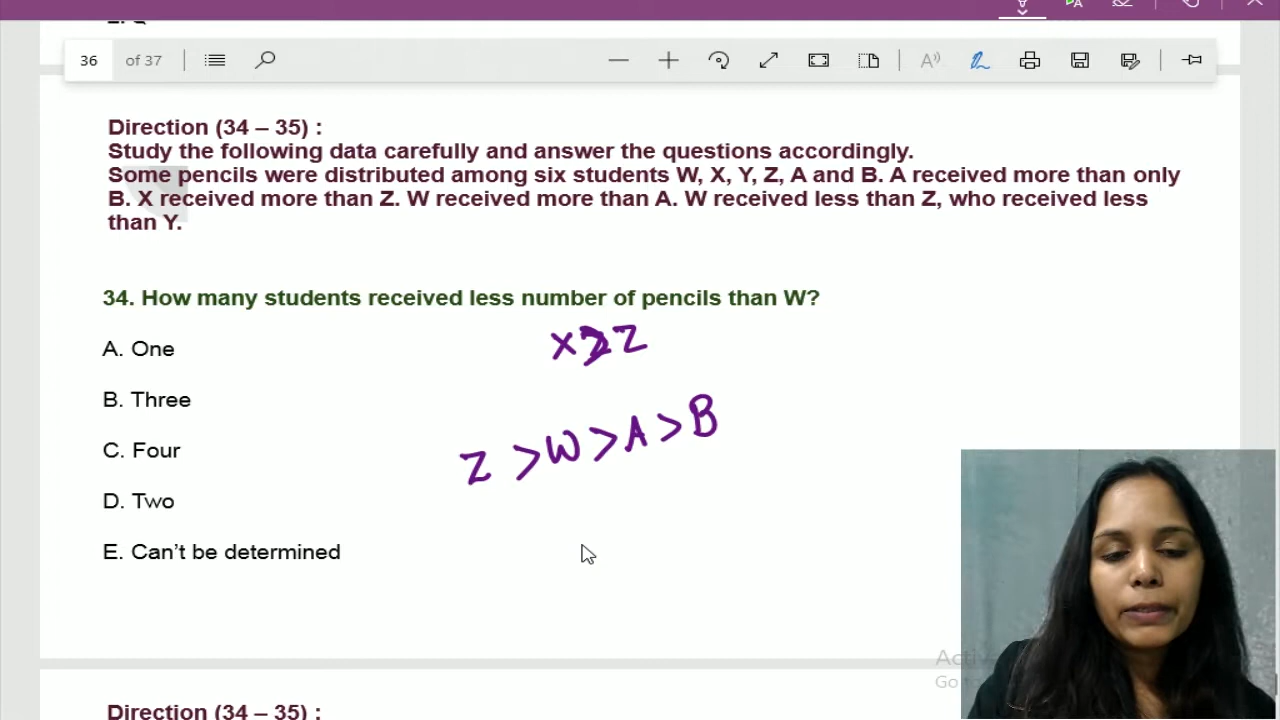 36 of 37
Direction (34 – 35) :
Study the following data carefully and answer the questions accordingly.
Some pencils were distributed among six students W, X, Y, Z, A and B. A received more than only
B. X received more than Z. W received more than A. W received less than Z, who received less
than Y.
34. How many students received less number of pencils than W?
X > Z
A. One
B. Three
Z > W > A > B
C. Four
D. Two
E. Can’t be determined
Direction (34 – 35) :